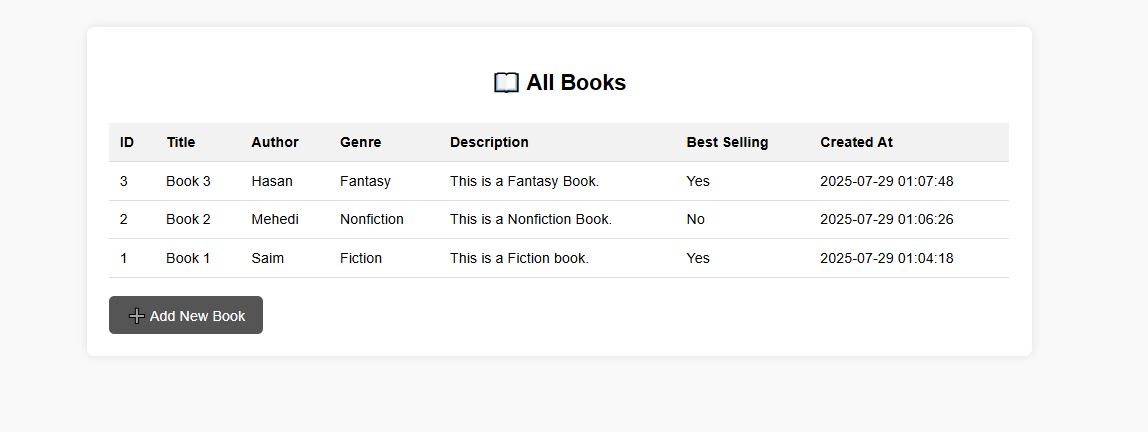 📖 All Books
ID Title Author Genre Description Best Selling Created At
3 Book 3 Hasan Fantasy This is a Fantasy Book. Yes 2025-07-29 01:07:48
2 Book 2 Mehedi Nonfiction This is a Nonfiction Book. No 2025-07-29 01:06:26
1 Book 1 Saim Fiction This is a Fiction book. Yes 2025-07-29 01:04:18
➕ Add New Book